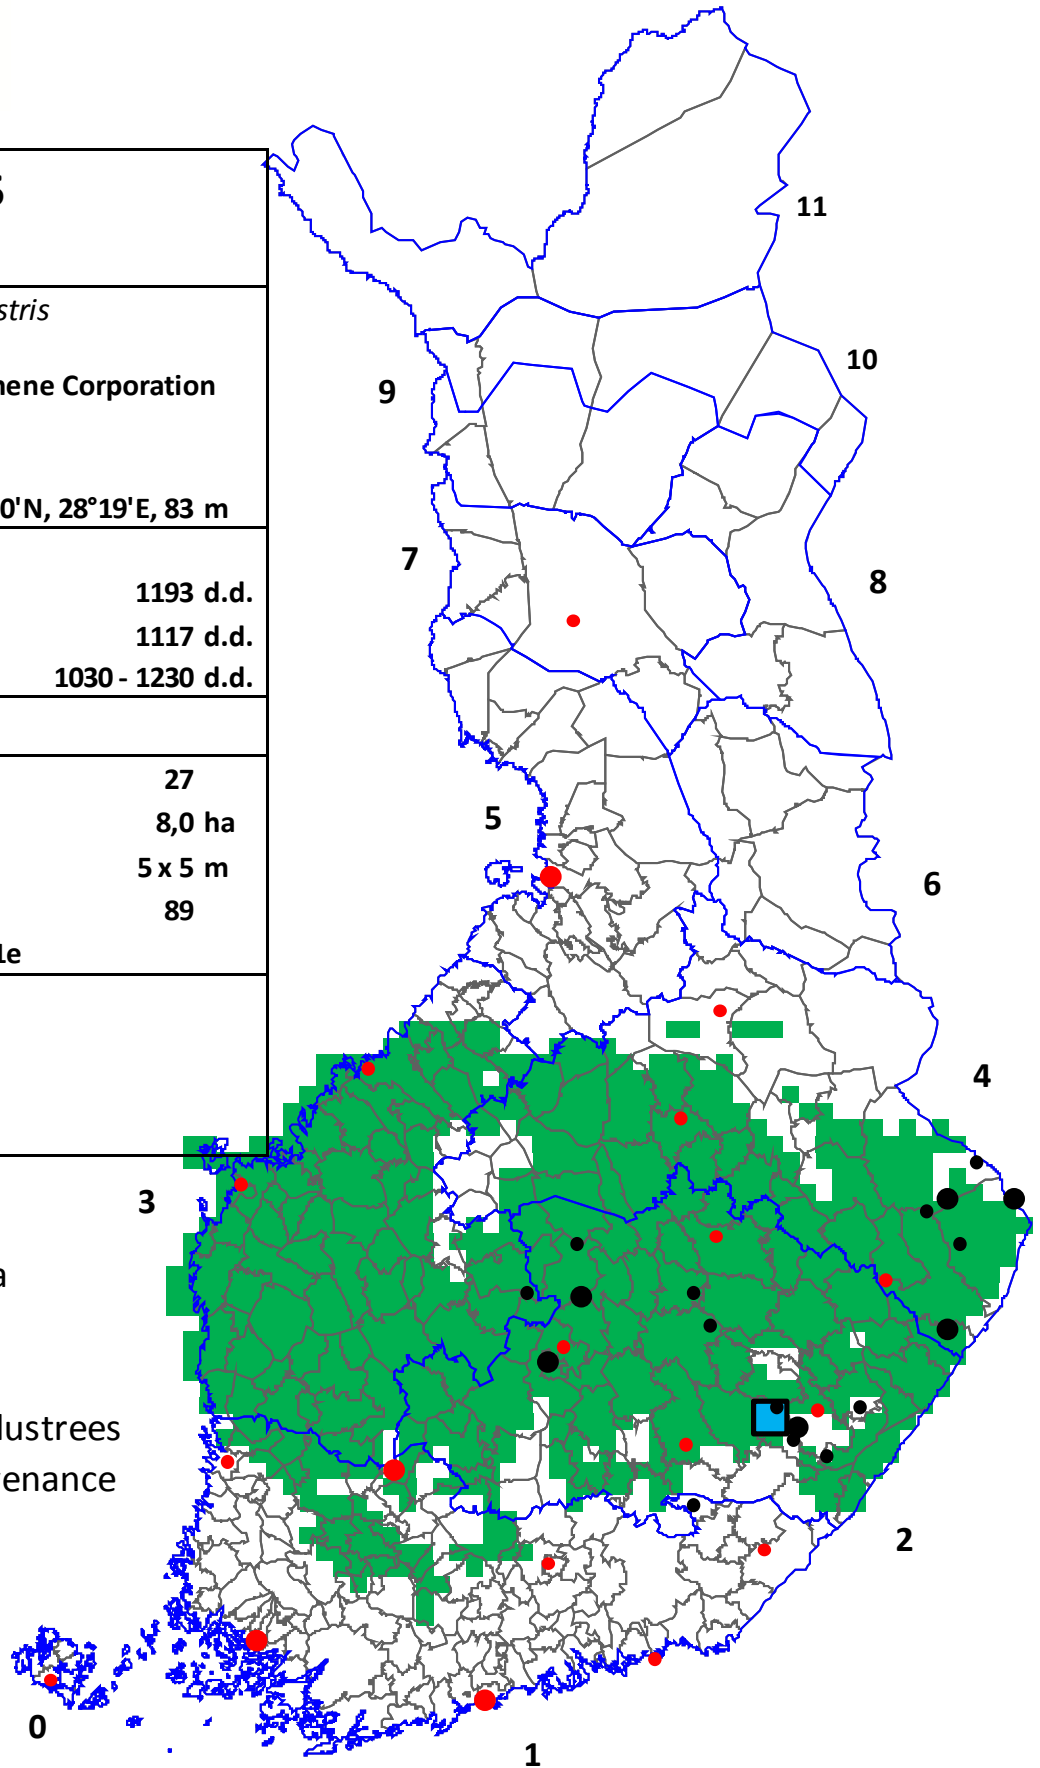 stris
nene Corporation
0'N, 28°19'E, 83 m
1193 d.d.
1117 d.d.
1030 - 1230 d.d.
27
8,0 ha
5 x 5 m
89
le
a
lustrees
enance
11
10
9
7
8
5
6
4
3
2
0
1